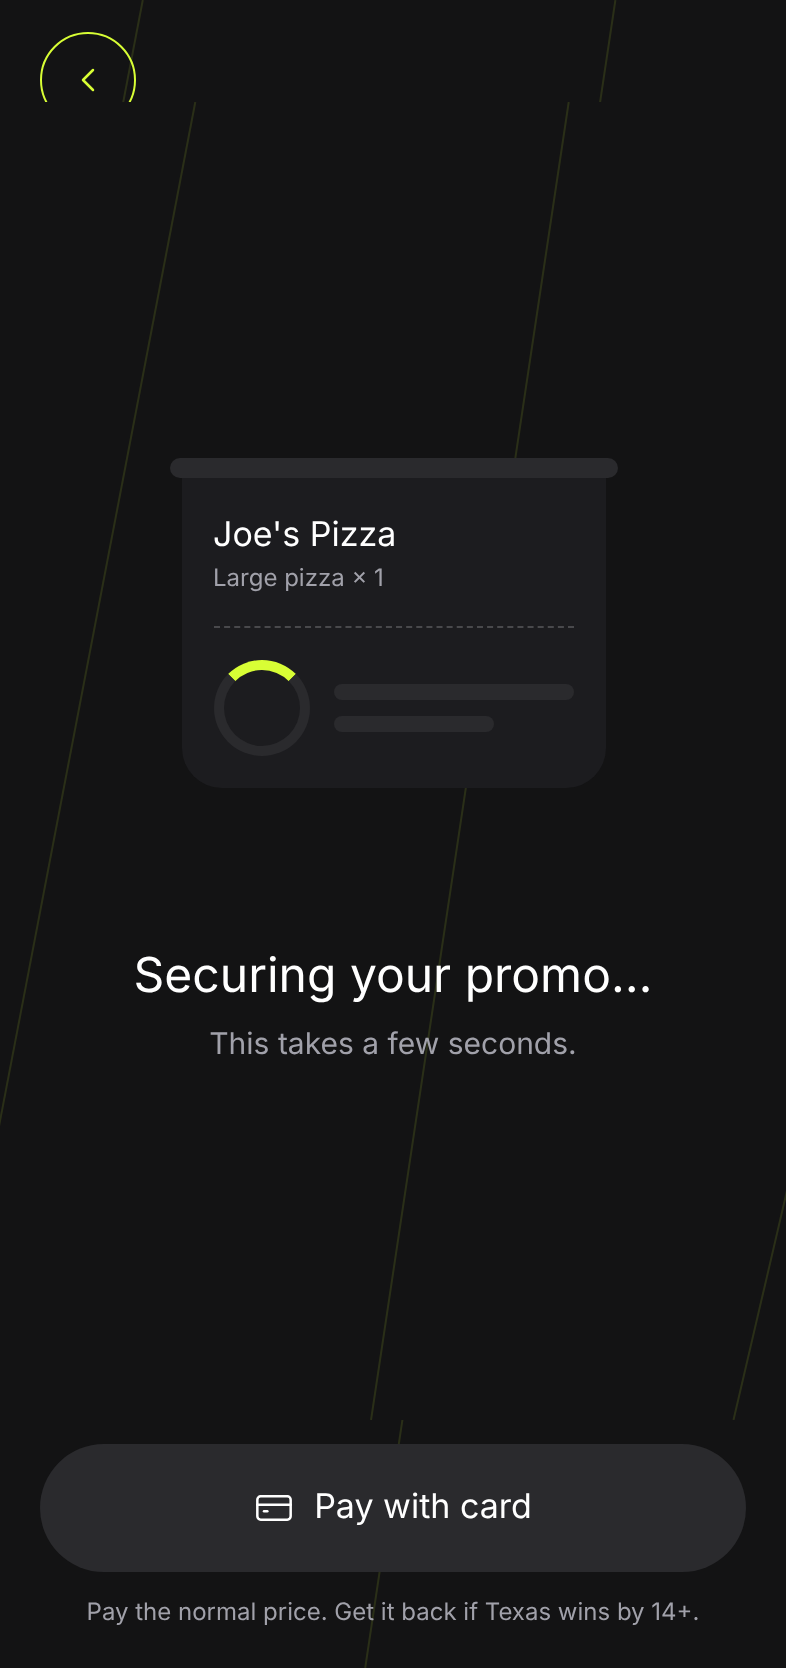 Joe's Pizza
Large pizza × 1
Securing your promo...
This takes a few seconds.
Pay with card
Pay the normal price. Get it back if Texas wins by 14+.